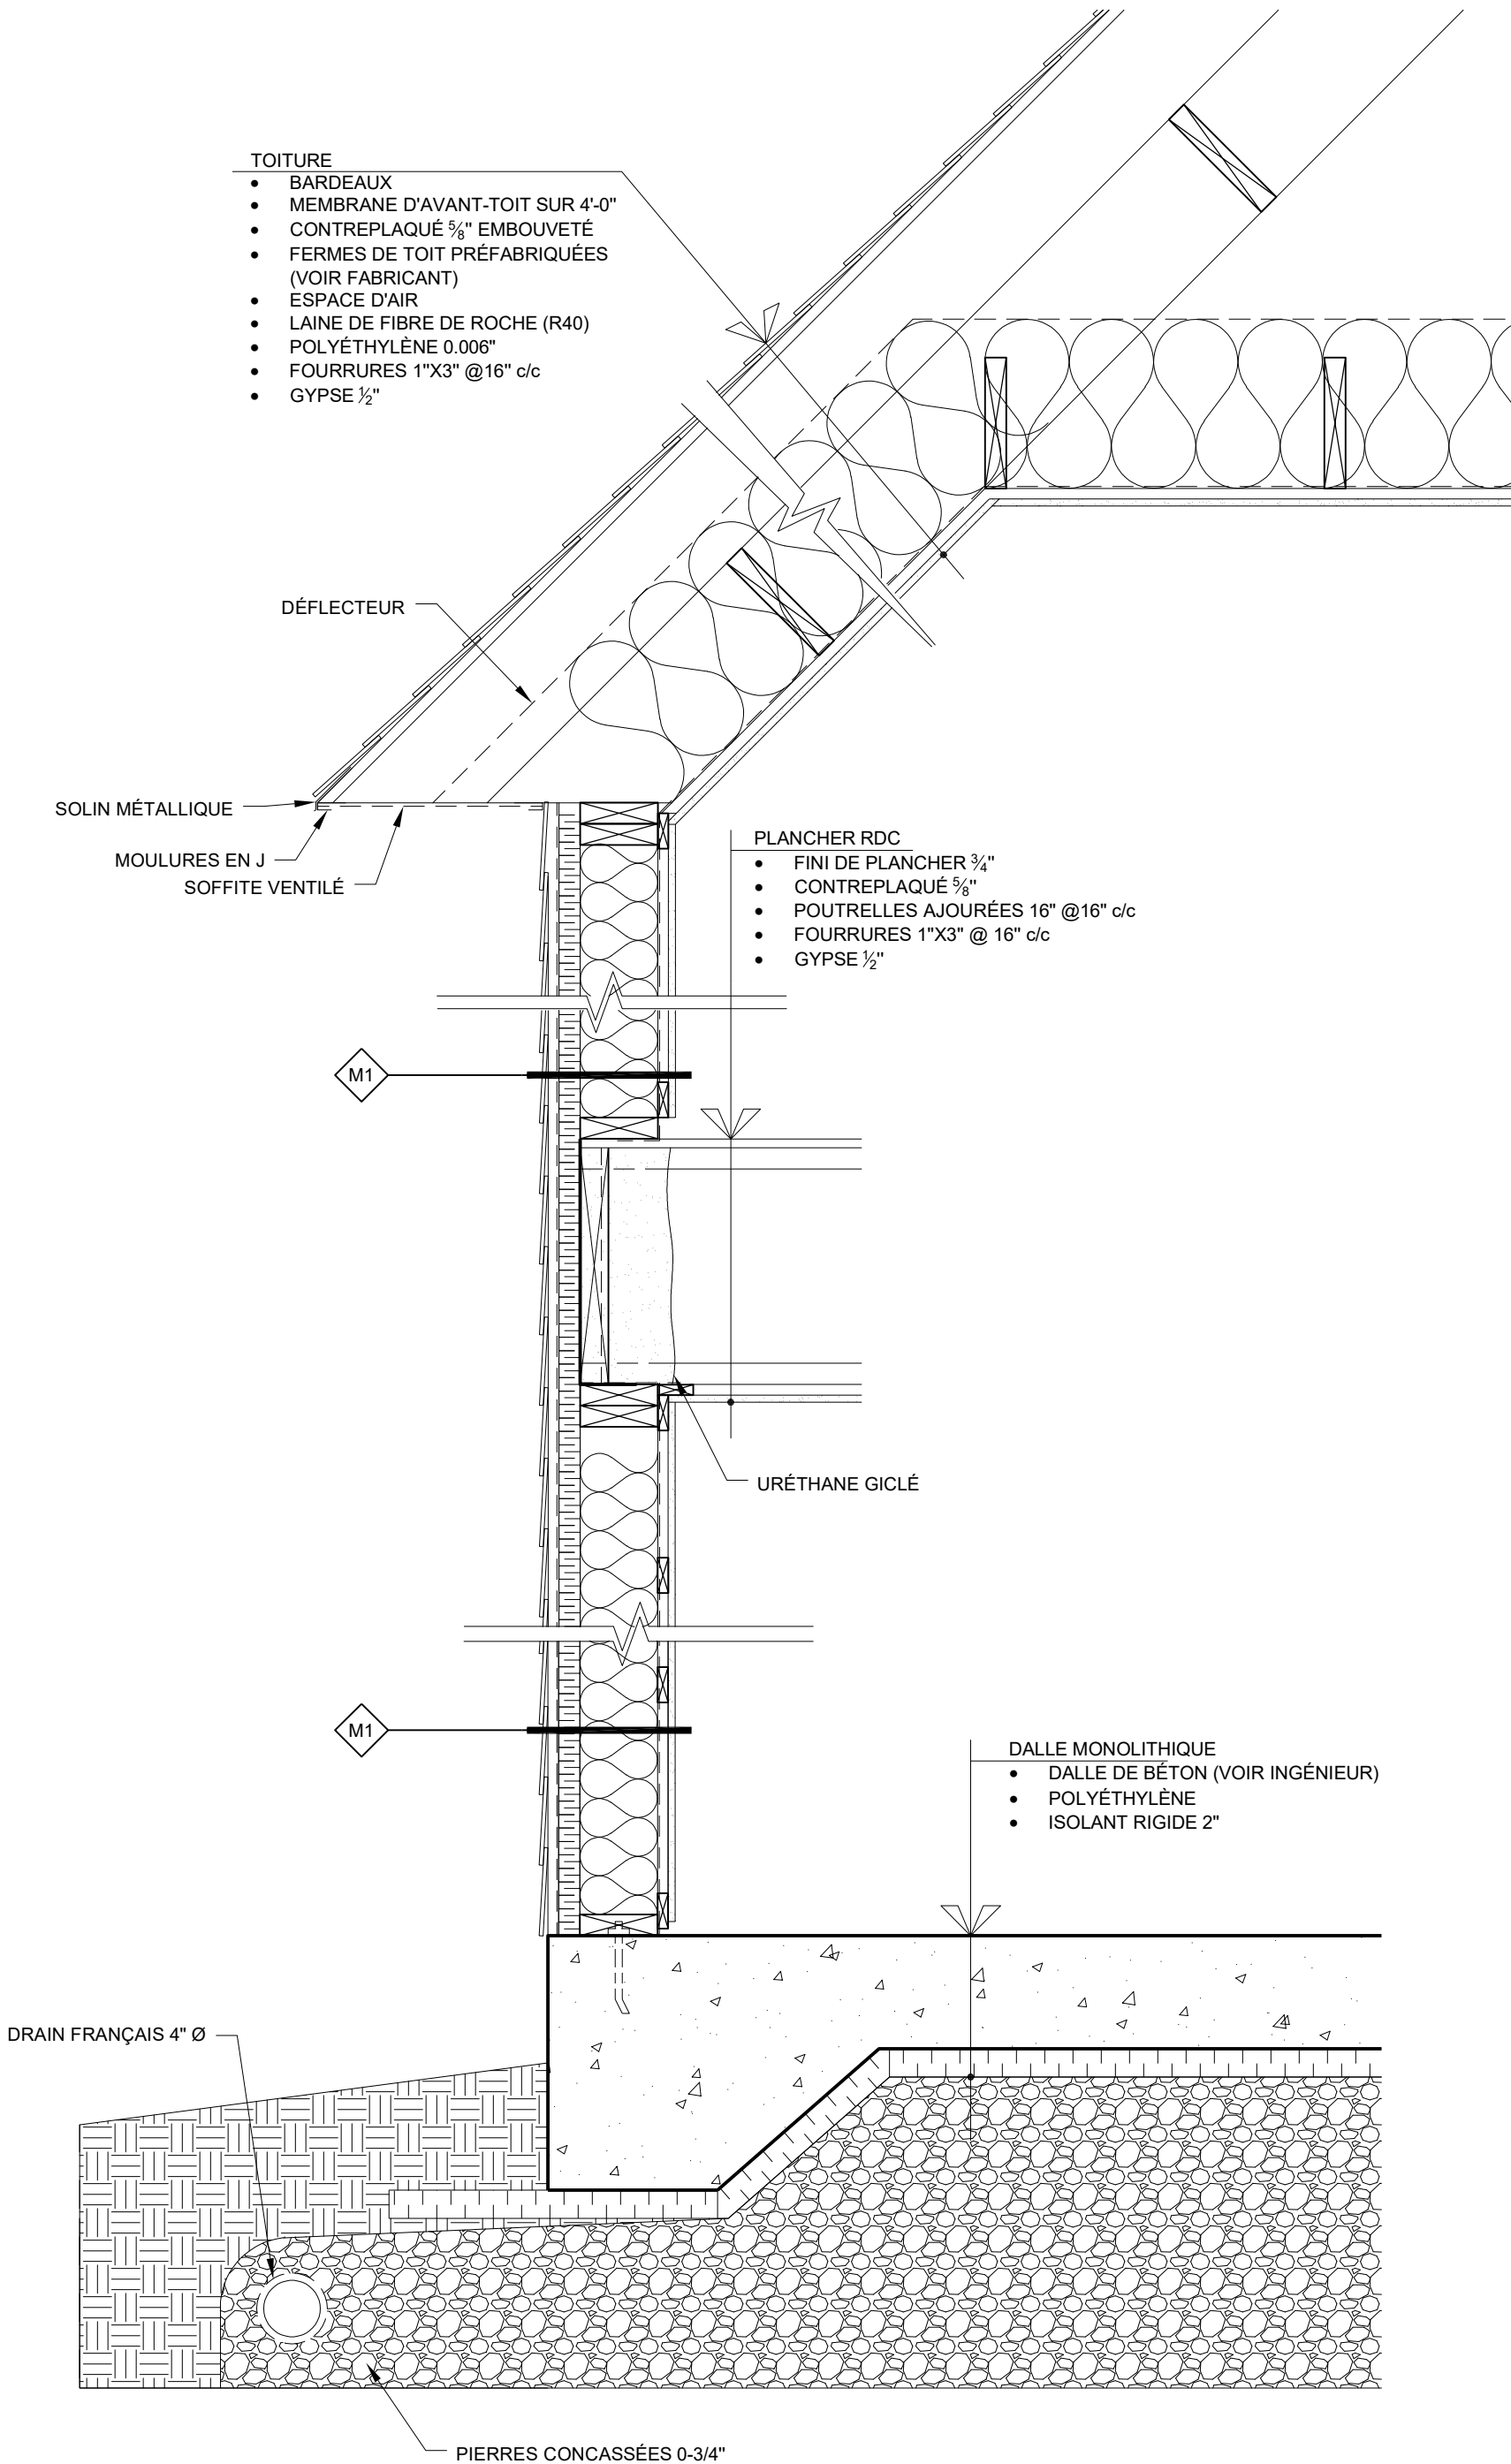 TOITURE
• BARDEAUX
• MEMBRANE D'AVANT-TOIT SUR 4'-0"
• CONTREPLAQUÉ 5/8" EMBOUVETÉ
• FERMES DE TOIT PRÉFABRIQUÉES
(VOIR FABRICANT)
• ESPACE D'AIR
• LAINE DE FIBRE DE ROCHE (R40)
• POLYÉTHYLÈNE 0.006"
• FOURRURES 1"X3" @16" c/c
• GYPSE 1/2"
DÉFLECTEUR
SOLIN MÉTALLIQUE
MOULURES EN J
SOFFITE VENTILÉ
PLANCHER RDC
• FINI DE PLANCHER 3/4"
• CONTREPLAQUÉ 5/8"
• POUTRELLES AJOURÉES 16" @16" c/c
• FOURRURES 1"X3" @ 16" c/c
• GYPSE 1/2"
M1
URÉTHANE GICLÉ
M1
DALLE MONOLITHIQUE
• DALLE DE BÉTON (VOIR INGÉNIEUR)
• POLYÉTHYLÈNE
• ISOLANT RIGIDE 2"
DRAIN FRANÇAIS 4" Ø
PIERRES CONCASSÉES 0-3/4"